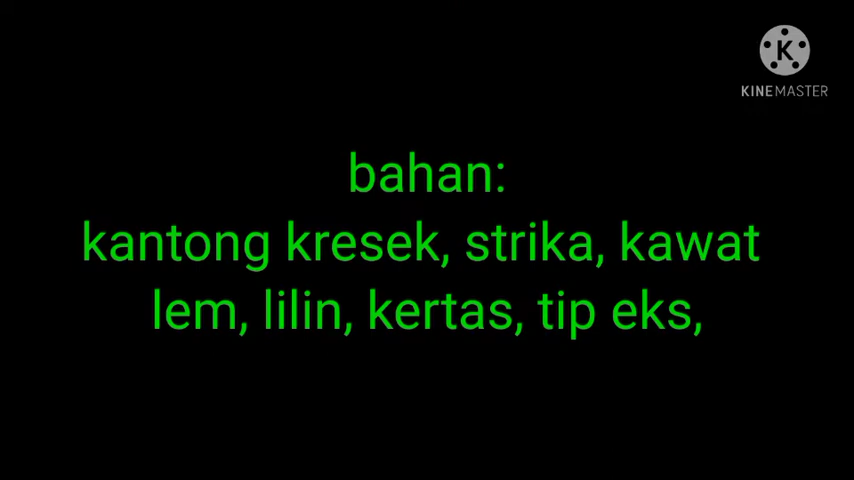 KINEMASTER
bahan:
kantong kresek, strika, kawat
lem, lilin, kertas, tip eks,